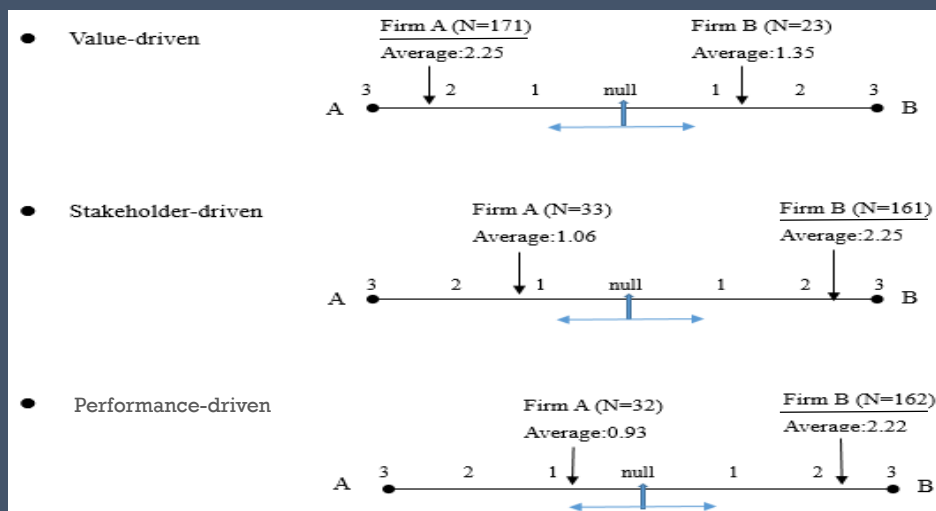 Firm A (N=171) Firm B (N=23)
● Value-driven
Average:2.25 Average:1.35
3 2 1 null 1 2 3
A B
Firm A (N=33) Firm B (N=161)
● Stakeholder-driven
Average:1.06 Average:2.25
3 2 1 null 1 2 3
A B
Firm A (N=32) Firm B (N=162)
● Performance-driven
Average:0.93 Average:2.22
3 2 1 null 1 2 3
A B